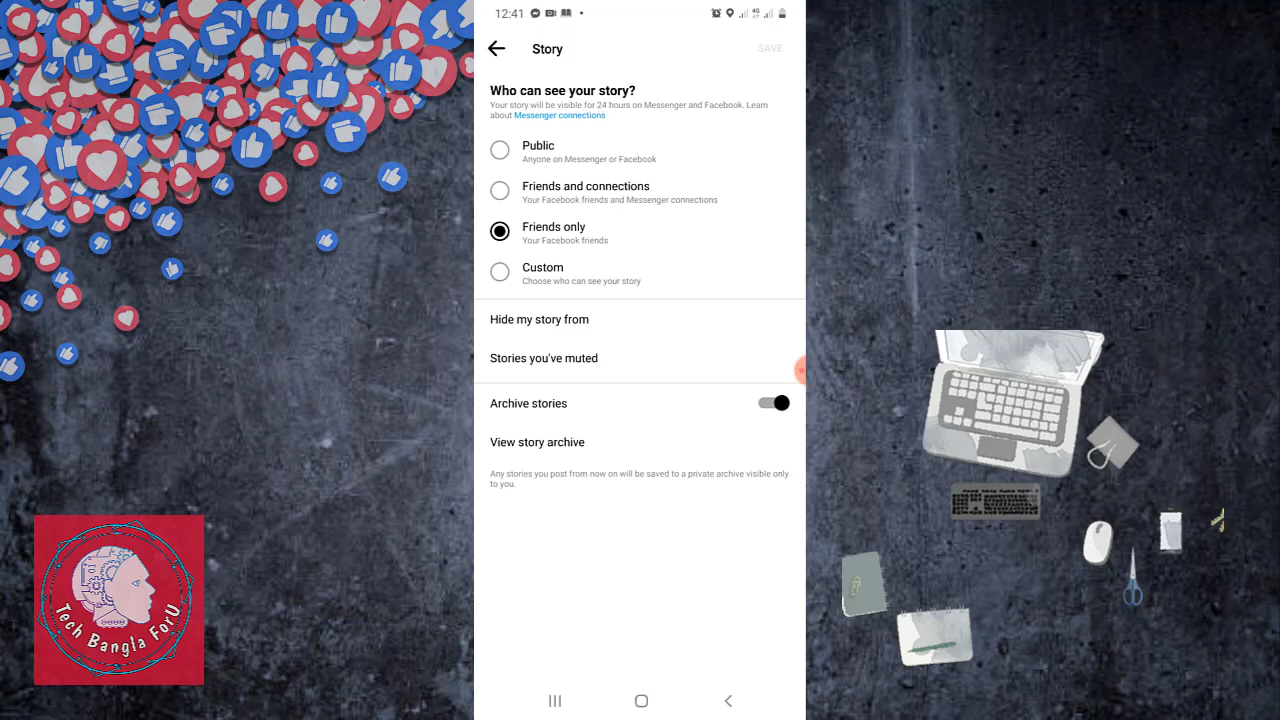 12:41
4G
Story
SAVE
Who can see your story?
Your story will be visible for 24 hours on Messenger and Facebook. Learn
about Messenger connections
Public
Anyone on Messenger or Facebook
Friends and connections
Your Facebook friends and Messenger connections
Friends only
Your Facebook friends
Custom
Choose who can see your story
Hide my story from
Stories you've muted
Archive stories
View story archive
Any stories you post from now on will be saved to a private archive visible only
to you.
Tech Bangla ForU